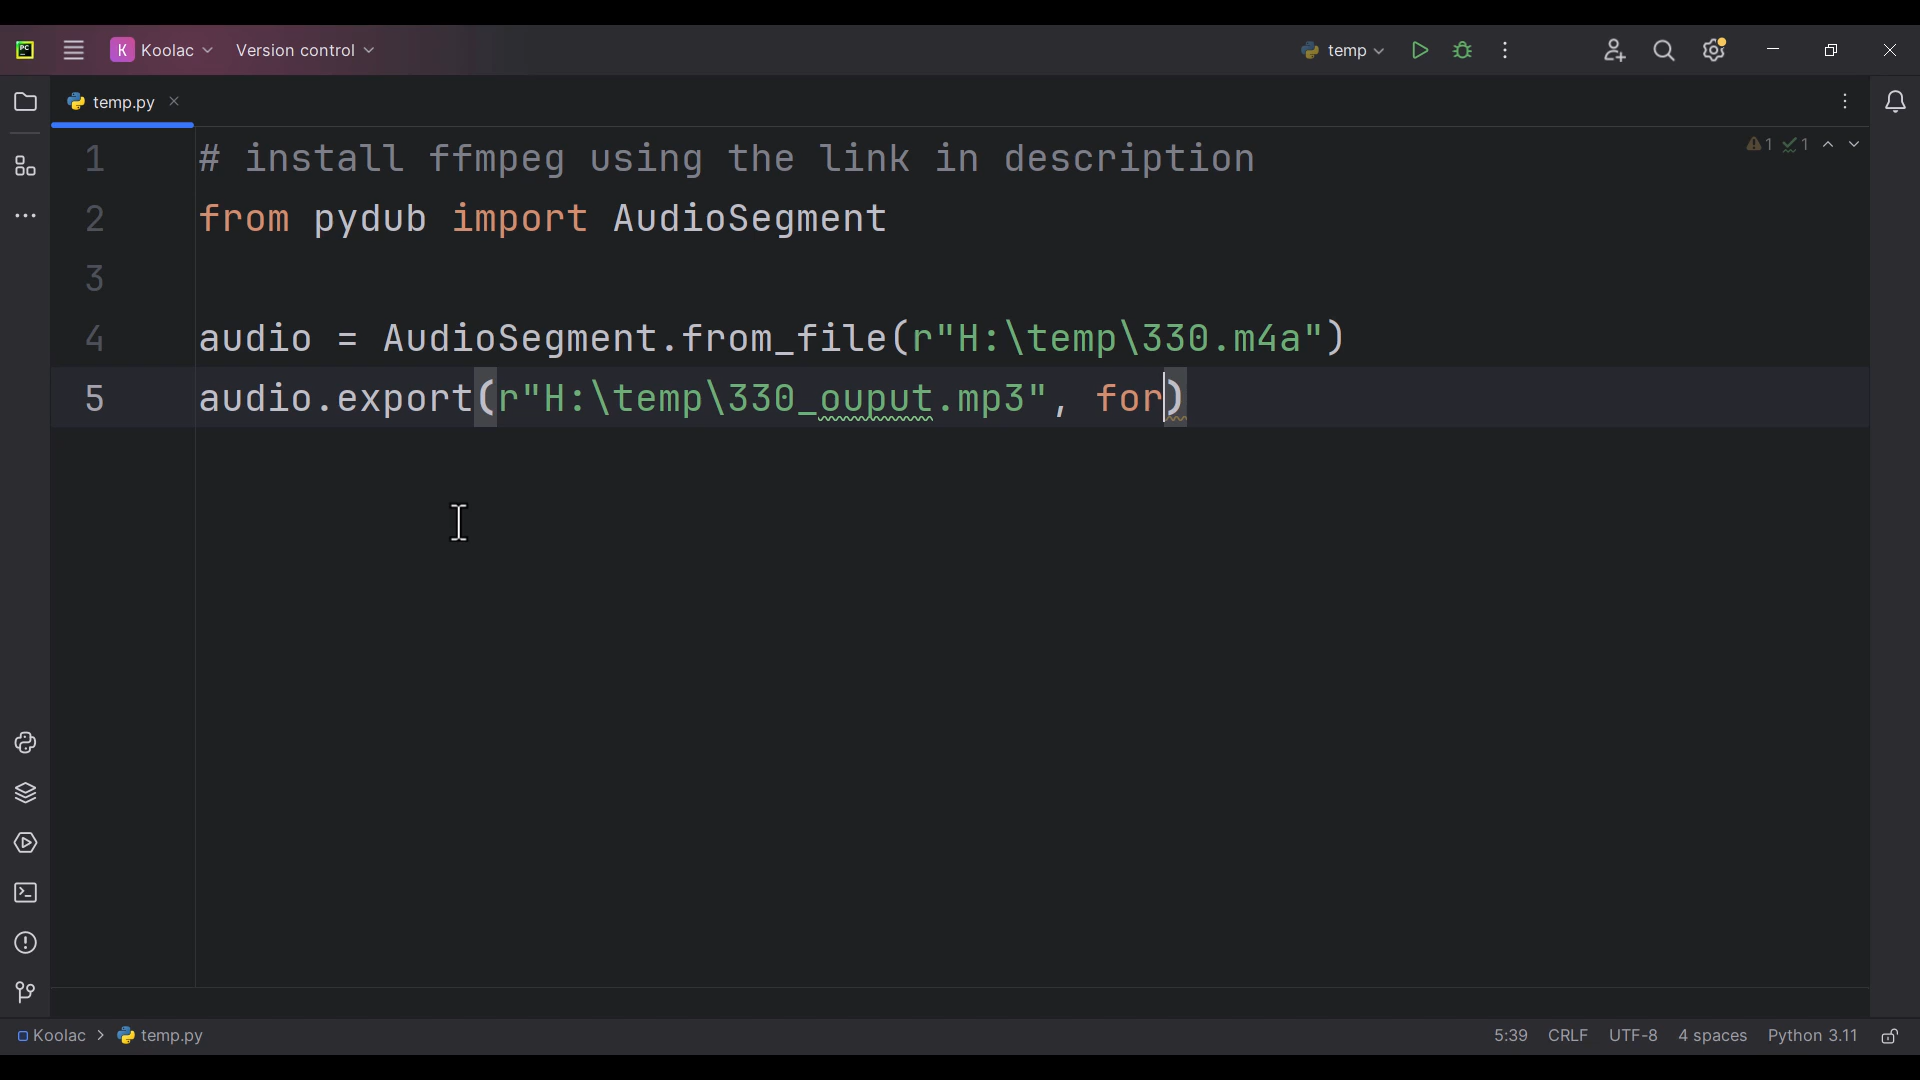 K Koolac Version control temp
temp.py
1 1
1 # install ffmpeg using the link in description
2 from pydub import AudioSegment
3
4 audio = AudioSegment.from_file(r"H:\temp\330.m4a")
5 audio.export(r"H:\temp\330_ouput.mp3", for)
Koolac > temp.py 5:39 CRLF UTF-8 4 spaces Python 3.11